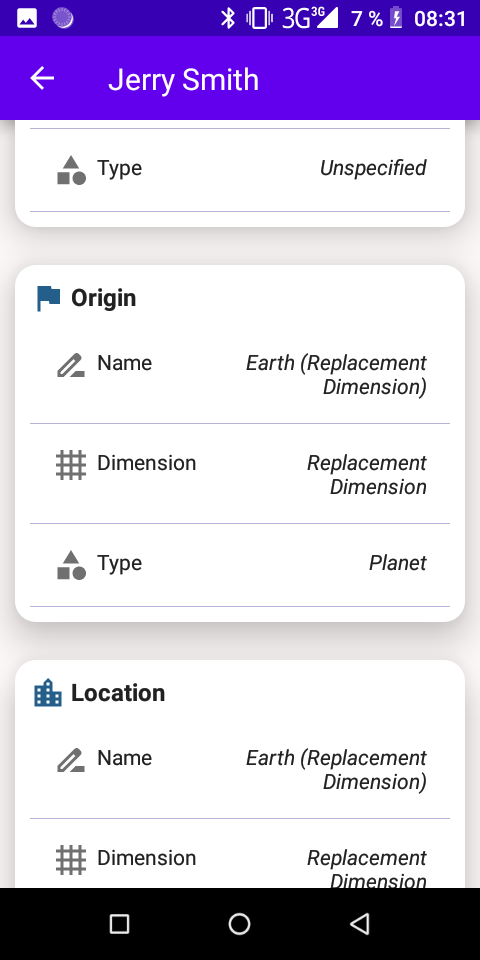 3G 3G 7 % 08:31
Jerry Smith
Type Unspecified
Origin
Name Earth (Replacement
Dimension)
Dimension Replacement
Dimension
Type Planet
Location
Name Earth (Replacement
Dimension)
Dimension Replacement
Dimension